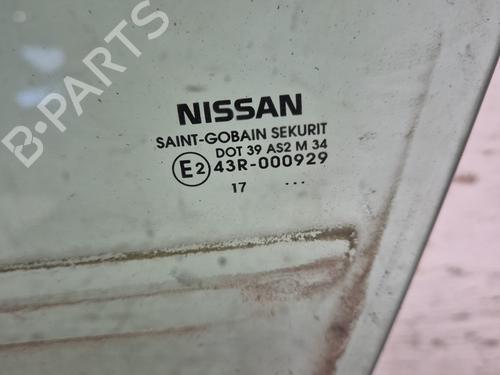 B-PARTS
NISSAN
SAINT-GOBAIN SEKURIT
DOT 39 AS2 M 34
E2 43R-000929
17 ...